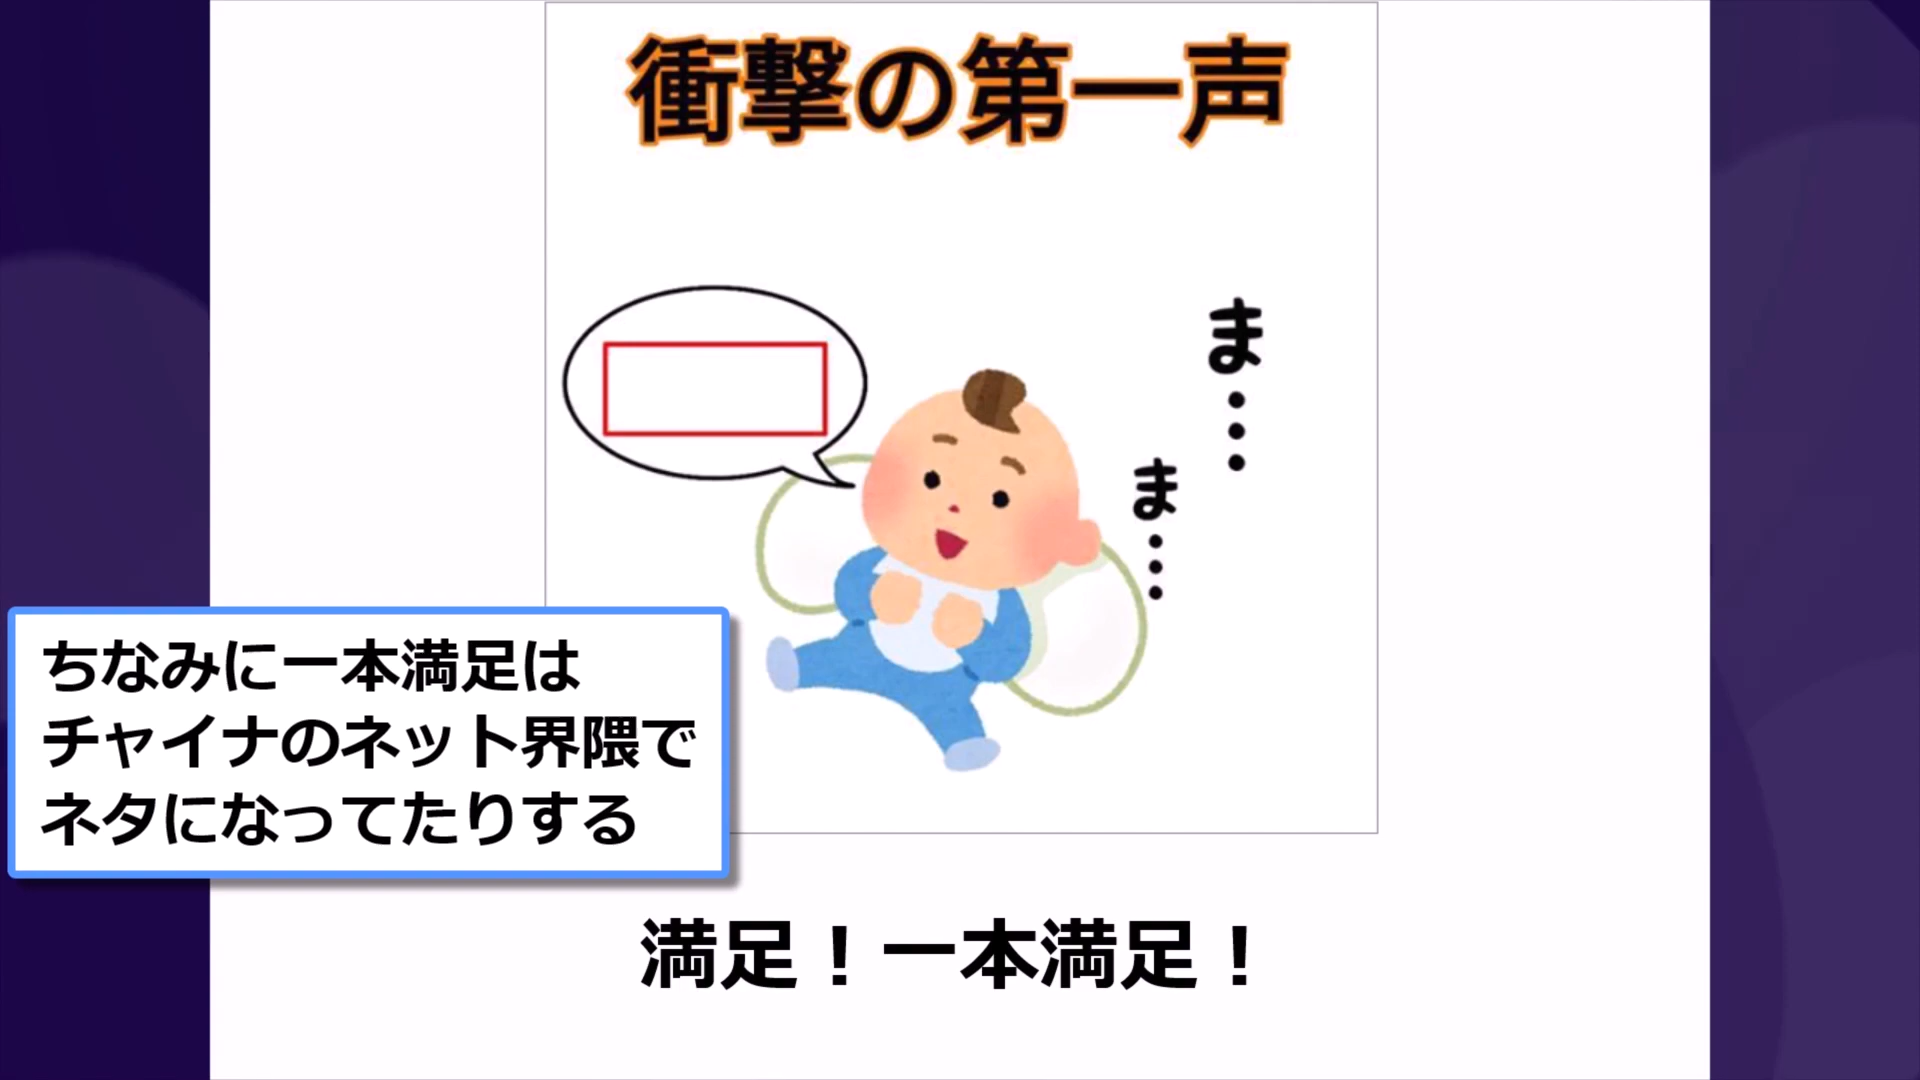 衝撃の第一声
ま…
ま…
ちなみに一本満足は
チャイナのネット界隈で
ネタになってたりする
満足！一本満足！